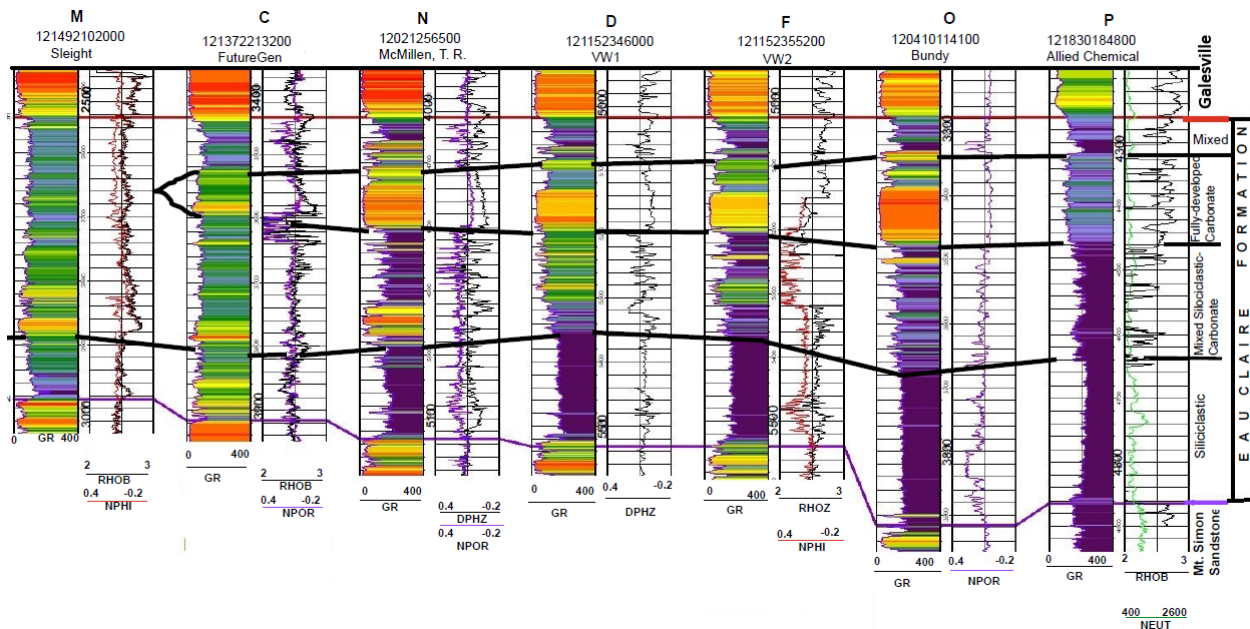 M C N D F O P
121492102000 121372213200 12021256500 121152346000 121152355200 120410114100 121830184800
Sleight FutureGen McMillen, T. R. VW1 VW2 Bundy Allied Chemical
Galesville
2500 3400 4000 5000 5000 3300 4300
Mixed
Fully-developed
Carbonate
Mixed Silociclastic-
Carbonate
Siliciclastic
Mt. Simon
Sandstone
EAUCLAIRE FORMATION
3000 3900 5100 5600 5500 3800 4800
0 GR 400
2 3
RHOB
0.4 -0.2
NPHI
0 400
GR
2 3
RHOB
0.4 -0.2
NPOR
0 400
GR
0.4 -0.2
DPHZ
0.4 -0.2
NPOR
0 400
GR
0.4 -0.2
DPHZ
0 400
GR
2 3
RHOZ
0.4 -0.2
NPHI
0 400
GR
0.4 -0.2
NPOR
0 400
GR
2 3
RHOB
400 2600
NEUT